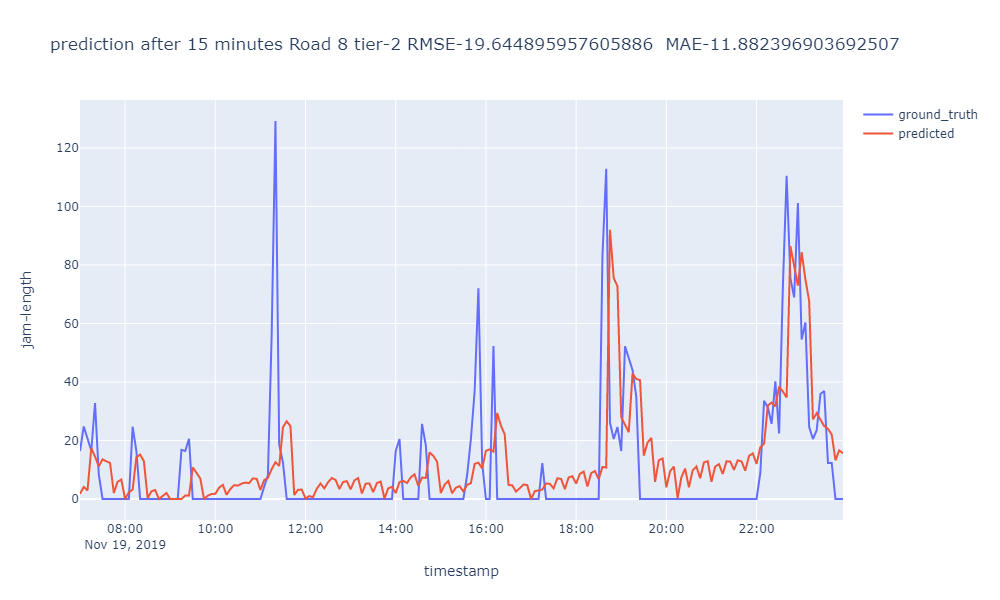 prediction after 15 minutes Road 8 tier-2 RMSE-19.644895957605886  MAE-11.882396903692507
ground_truth
predicted
120
100
80
60
40
20
0
jam-length
08:00 10:00 12:00 14:00 16:00 18:00 20:00 22:00
Nov 19, 2019
timestamp